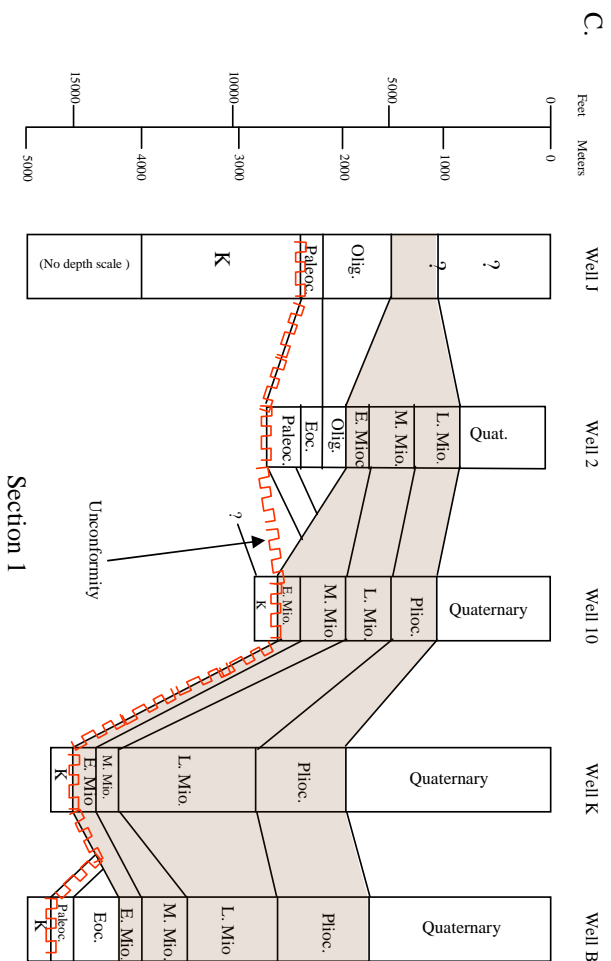 C.
Feet
Meters
0
5000
10000
15000
0
1000
2000
3000
4000
5000
Well J
?
?
Olig.
Paleoc.
K
(No depth scale )
Well 2
Quat.
L. Mio.
M. Mio.
E. Mioc
Olig.
Eoc.
Paleoc.
Well 10
Quaternary
Plioc.
L. Mio.
M. Mio.
E. Mio.
K
?
Unconformity
Well K
Quaternary
Plioc.
L. Mio.
M. Mio.
E. Mio
K
Well B
Quaternary
Plioc.
L. Mio
M. Mio.
E. Mio.
Eoc.
Paleoc.
K
Section 1